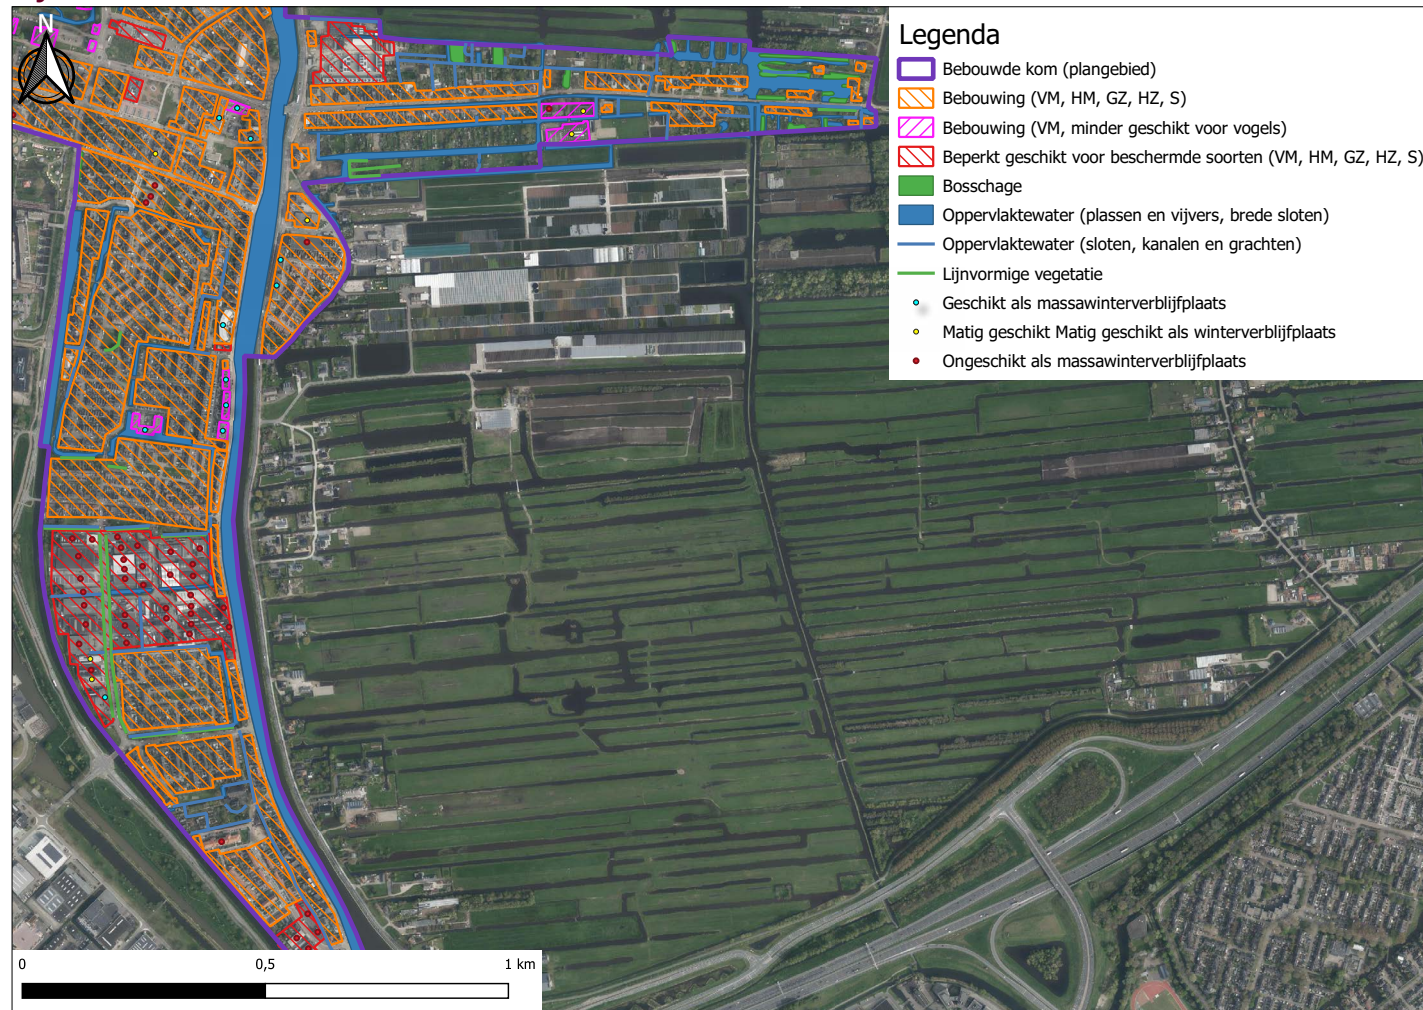 N
Legenda
Bebouwde kom (plangebied)
Bebouwing (VM, HM, GZ, HZ, S)
Bebouwing (VM, minder geschikt voor vogels)
Beperkt geschikt voor beschermde soorten (VM, HM, GZ, HZ, S)
Bosschage
Oppervlaktewater (plassen en vijvers, brede sloten)
Oppervlaktewater (sloten, kanalen en grachten)
Lijnvormige vegetatie
Geschikt als massawinterverblijfplaats
Matig geschikt Matig geschikt als winterverblijfplaats
Ongeschikt als massawinterverblijfplaats
0 0,5 1 km